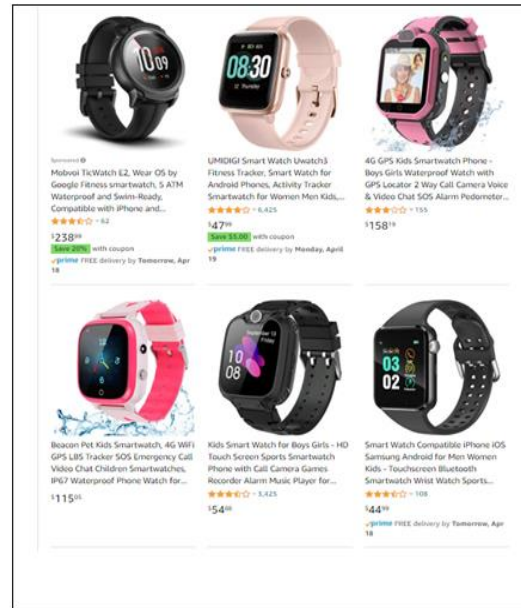 10:09
08:30
12 Thursday
Sponsored
Mobvoi TicWatch E2, Wear OS by
Google Fitness smartwatch, 5 ATM
Waterproof and Swim-Ready,
Compatible with iPhone and...
62
$238.99
Save 20% with coupon
prime FREE delivery by Tomorrow, Apr
18
UMIDIGI Smart Watch Uwatch3
Fitness Tracker, Smart Watch for
Android Phones, Activity Tracker
Smartwatch for Women Men Kids,...
6,425
$47.99
Save $5.00 with coupon
prime FREE delivery by Monday, April
19
4G GPS Kids Smartwatch Phone -
Boys Girls Waterproof Watch with
GPS Locator 2 Way Call Camera Voice
& Video Chat SOS Alarm Pedometer...
155
$158.19
September 13
Friday
10
08
03
02
Beacon Pet Kids Smartwatch, 4G WiFi
GPS LBS Tracker SOS Emergency Call
Video Chat Children Smartwatches,
IP67 Waterproof Phone Watch for...
$115.05
Kids Smart Watch for Boys Girls - HD
Touch Screen Sports Smartwatch
Phone with Call Camera Games
Recorder Alarm Music Player for...
3,425
$54
Smart Watch Compatible iPhone iOS
Samsung Android for Men Women
Kids - Touchscreen Bluetooth
Smartwatch Wrist Watch Sports...
108
$44.99
prime FREE delivery by Tomorrow, Apr
18